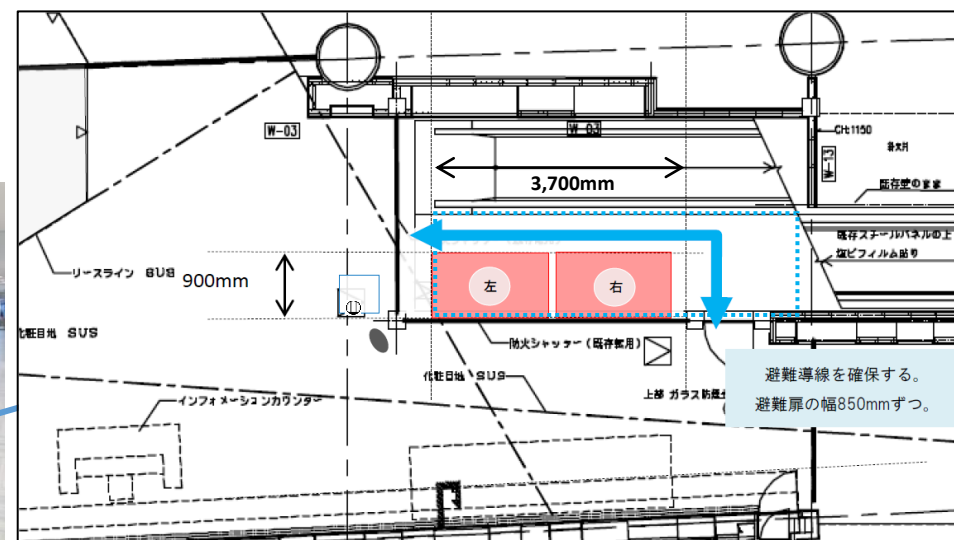 W-03
W-03
CH:1150
W-13
3,700mm
既存壁のまま
既存スチールパネルの上
塩ビフィルム貼り
リースライン SUS
900mm
左
右
化粧目地 SUS
防火シャッター(既存転用)
化粧目地 SUS
上部 ガラス防煙
避難導線を確保する。
避難扉の幅850mmずつ。
インフォメーションカウンター